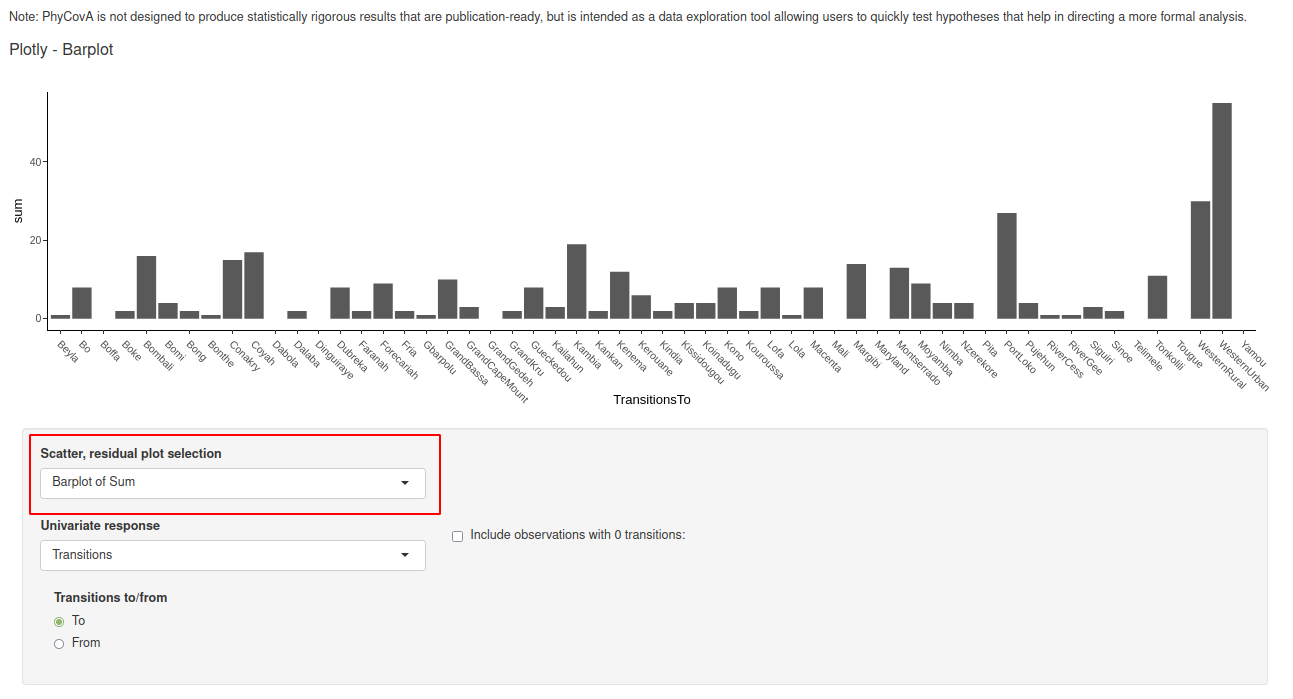 Note: PhyCovA is not designed to produce statistically rigorous results that are publication-ready, but is intended as a data exploration tool allowing users to quickly test hypotheses that help in directing a more formal analysis.
Plotly - Barplot
sum
40
20
0
Beyla
Bo
Boffa
Boke
Bombali
Bomi
Bong
Bonthe
Conakry
Coyah
Dabola
Dalaba
Dinguiraye
Dubreka
Faranah
Forecariah
Fria
Gbarpolu
GrandBassa
GrandCapeMount
GrandGedeh
GrandKru
Gueckedou
Kailahun
Kambia
Kankan
Kenema
Kerouane
Kindia
Kissidougou
Koinadugu
Kono
Kouroussa
Lofa
Lola
Macenta
Mali
Margibi
Maryland
Montserrado
Moyamba
Nimba
Nzerekore
Pita
PortLoko
Pujehun
RiverCess
RiverGee
Siguiri
Sinoe
Telimele
Tonkolili
Tougue
WesternRural
WesternUrban
Yamou
TransitionsTo
Scatter, residual plot selection
Barplot of Sum
Univariate response
Transitions
Include observations with 0 transitions:
Transitions to/from
To
From